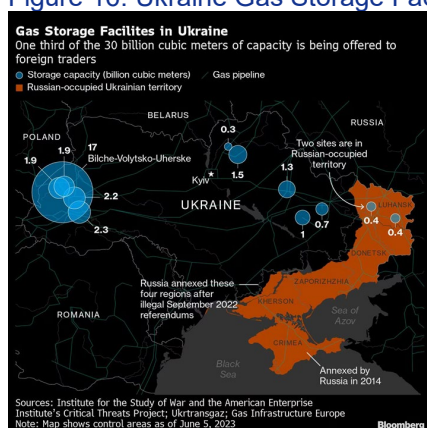 Figure 10: Ukraine Gas Storage Fac
Gas Storage Facilites in Ukraine
One third of the 30 billion cubic meters of capacity is being offered to
foreign traders
Storage capacity (billion cubic meters)
Gas pipeline
Russian-occupied Ukrainian territory
BELARUS
POLAND
RUSSIA
0.3
Two sites are in
Russian-occupied
territory
1.9
1.9
17
Bilche-Volytsko-Uherske
Kyiv
1.5
1.3
2.2
UKRAINE
LUHANSK
0.4
0.4
2.3
1
0.7
DONETSK
Russia annexed these
four regions after
illegal September 2022
referendums
ZAPORIZHZHIA
KHERSON
ROMANIA
Sea of
Azov
CRIMEA
Black
Sea
Annexed by
Russia in 2014
Sources: Institute for the Study of War and the American Enterprise
Institute's Critical Threats Project; Ukrtransgaz; Gas Infrastructure Europe
Note: Map shows control areas as of June 5, 2023
Bloomberg